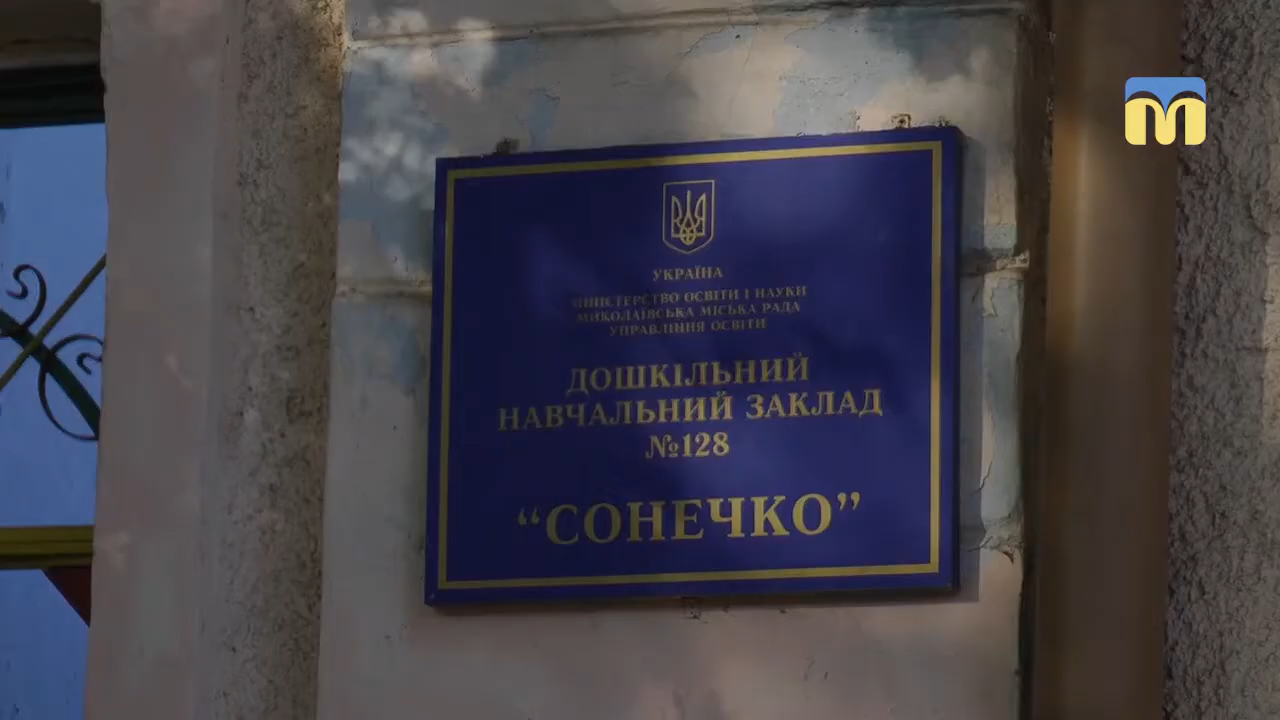 УКРАЇНА
МІНІСТЕРСТВО ОСВІТИ І НАУКИ
МИКОЛАЇВСЬКА МІСЬКА РАДА
УПРАВЛІННЯ ОСВІТИ
ДОШКІЛЬНИЙ
НАВЧАЛЬНИЙ ЗАКЛАД
№128
“СОНЕЧКО”